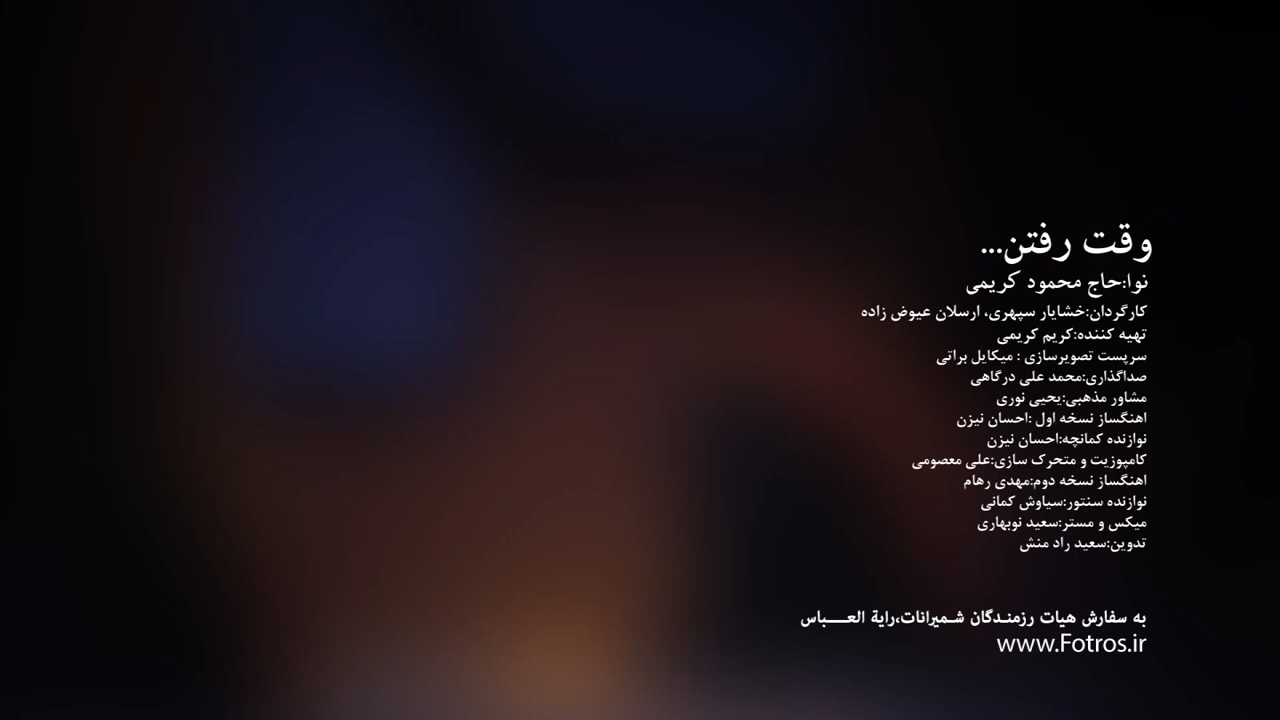 وقت رفتن...
نوا:حاج محمود کریمی
کارگردان:خشایار سپهری، ارسلان عیوض زاده
تهیه کننده:کریم کریمی
سرپست تصویرسازی : میکایل براتی
صداگذاری:محمد علی درگاهی
مشاور مذهبی:یحیی نوری
اهنگساز نسخه اول :احسان نیزن
نوازنده کمانچه:احسان نیزن
کامپوزیت و متحرک سازی:علی معصومی
اهنگساز نسخه دوم:مهدی رهام
نوازنده سنتور:سیاوش کمانی
میکس و مستر:سعید نوبهاری
تدوین:سعید راد منش
به سفارش هیات رزمنـدگان شـمیرانات،رایة العـــباس
www.Fotros.ir